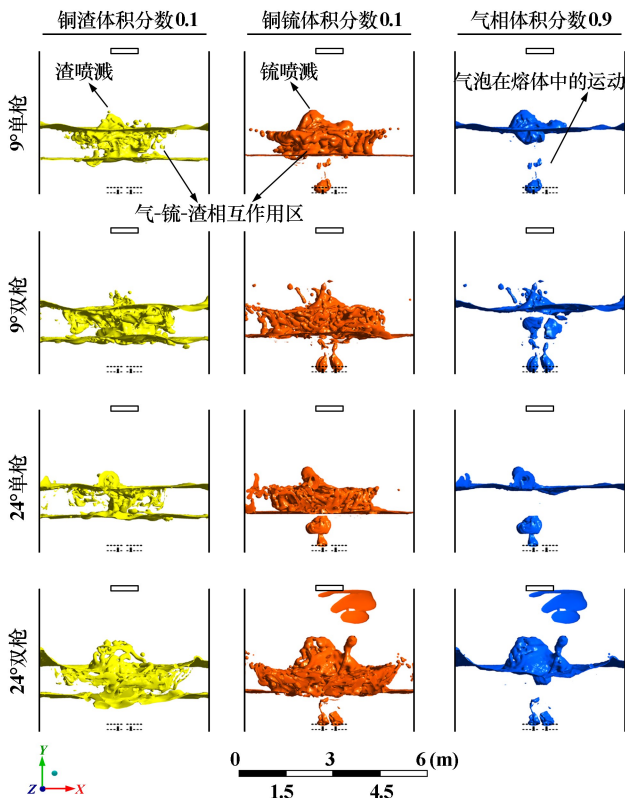 铜渣体积分数0.1
铜锍体积分数0.1
气相体积分数0.9
9°单枪
渣喷溅
锍喷溅
气泡在熔体中的运动
气-锍-渣相互作用区
9°双枪
24°单枪
24°双枪
Y
Z
X
0 3 6 (m)
1.5 4.5